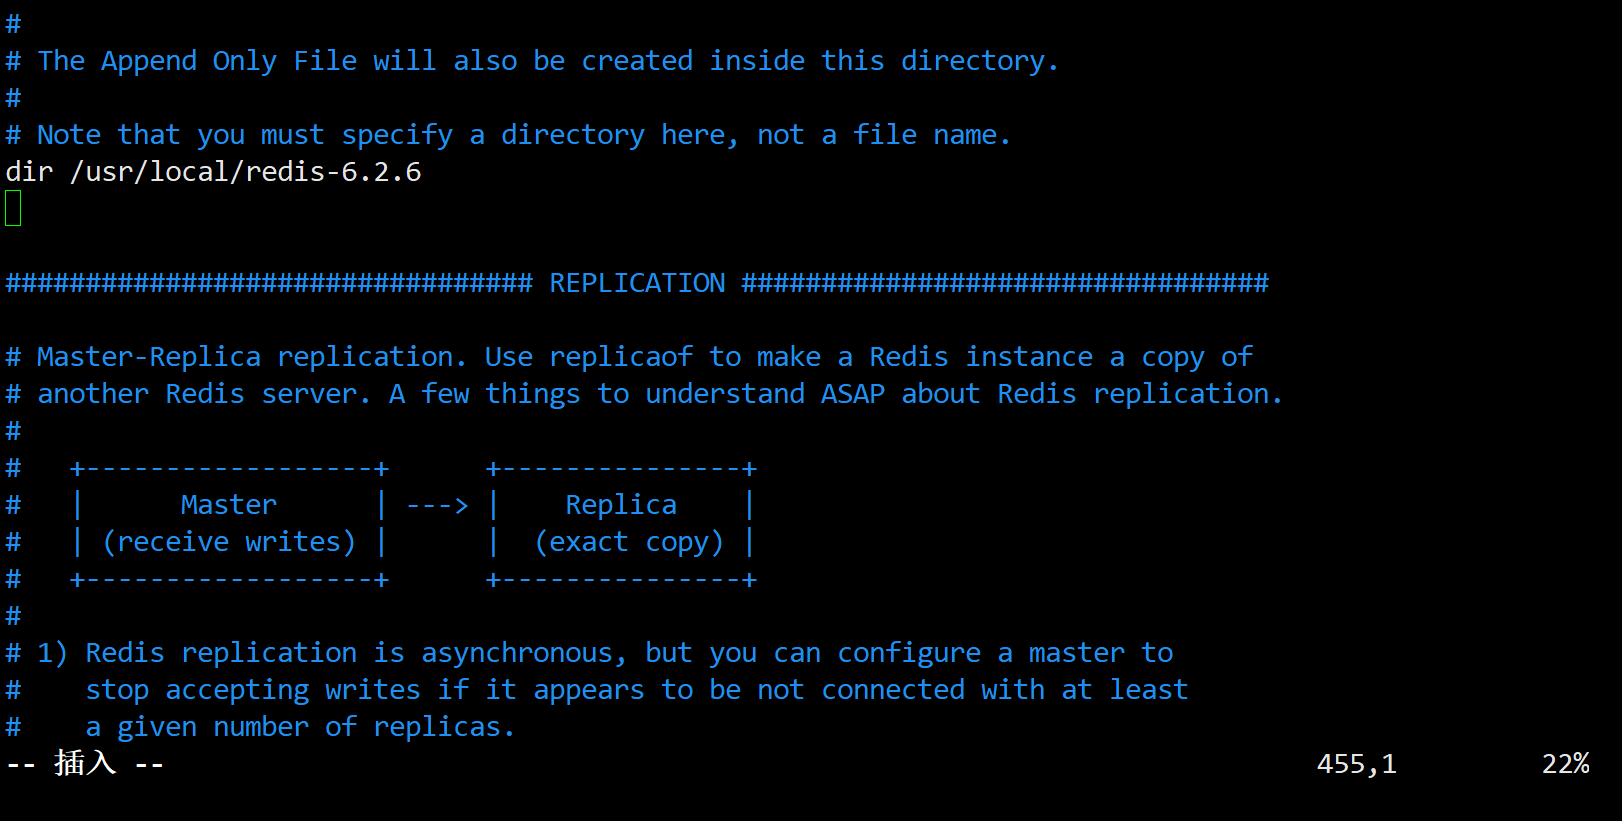 #
# The Append Only File will also be created inside this directory.
#
# Note that you must specify a directory here, not a file name.
dir /usr/local/redis-6.2.6
################################# REPLICATION #################################
# Master-Replica replication. Use replicaof to make a Redis instance a copy of
# another Redis server. A few things to understand ASAP about Redis replication.
#
#   +------------------+      +---------------+
#   |      Master      | ---> |    Replica    |
#   | (receive writes) |      |  (exact copy) |
#   +------------------+      +---------------+
#
# 1) Redis replication is asynchronous, but you can configure a master to
#    stop accepting writes if it appears to be not connected with at least
#    a given number of replicas.
-- 插入 --                                                                        455,1         22%